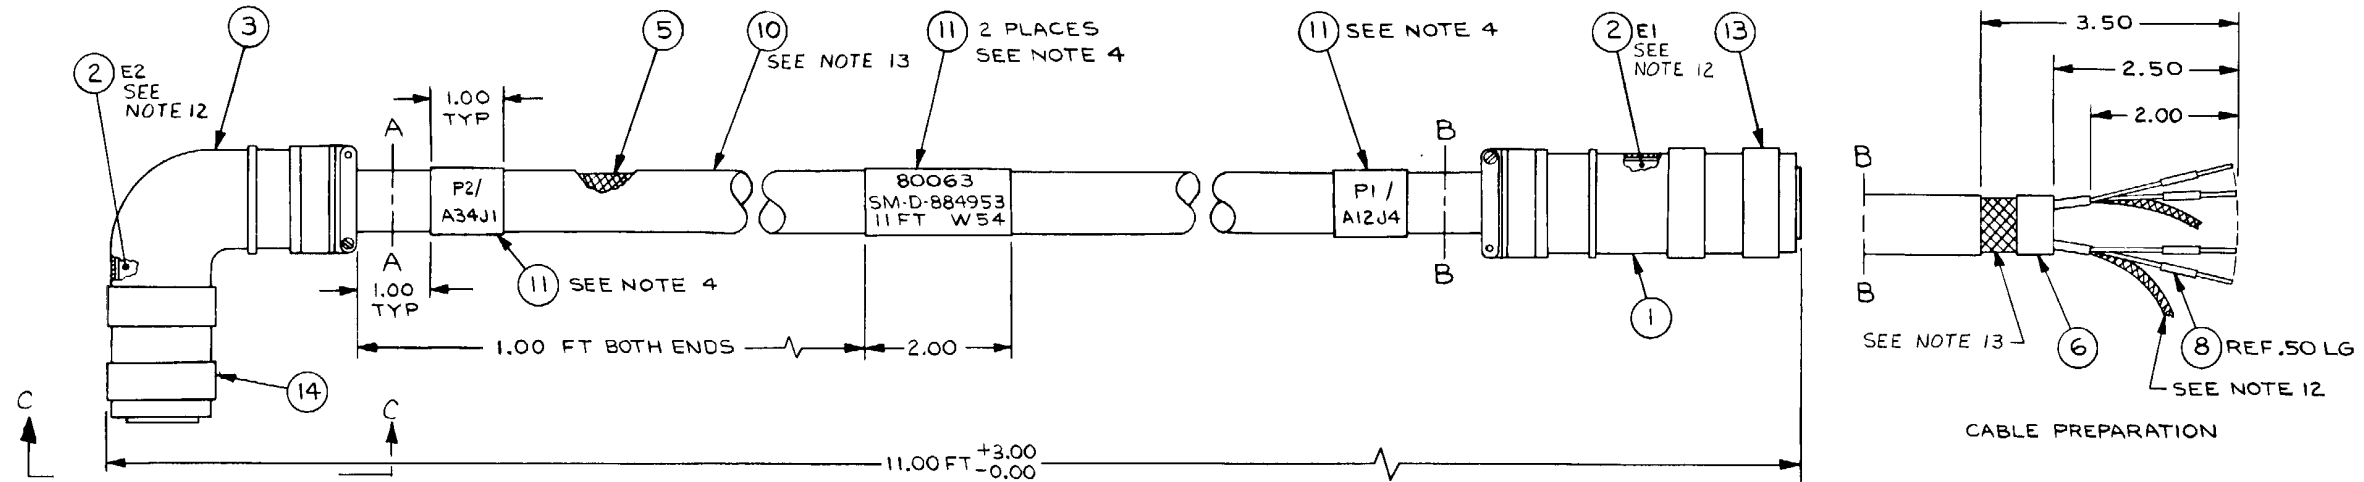 3
5
10
SEE NOTE 13
11 2 PLACES
SEE NOTE 4
11 SEE NOTE 4
2 E1
SEE
NOTE 12
13
3.50
2.50
2.00
2 E2
SEE
NOTE 12
1.00
TYP
A
B
B
P2/
A34J1
80063
SM-D-884953
11 FT W54
P1 /
A12J4
A
B
B
1.00
TYP
11 SEE NOTE 4
1
SEE NOTE 13
6
8 REF .50 LG
SEE NOTE 12
1.00 FT BOTH ENDS
2.00
14
C
C
CABLE PREPARATION
11.00 FT +3.00
-0.00